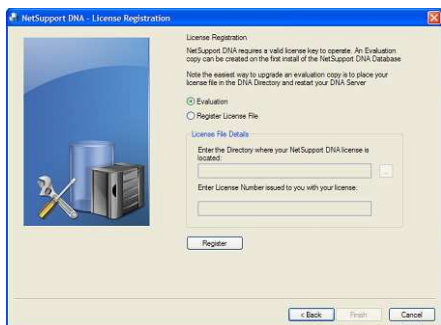 NetSupport DNA - License Registration
License Registration
NetSupport DNA requires a valid license key to operate. An Evaluation
copy can be created on the first install of the NetSupport DNA Database
Note the easiest way to upgrade an evaluation copy is to place your
license file in the DNA Directory and restart your DNA Server
Evaluation
Register License File
License File Details
Enter the Directory where your NetSupport DNA license is
located:
...
Enter License Number issued to you with your license:
Register
< Back
Finish
Cancel